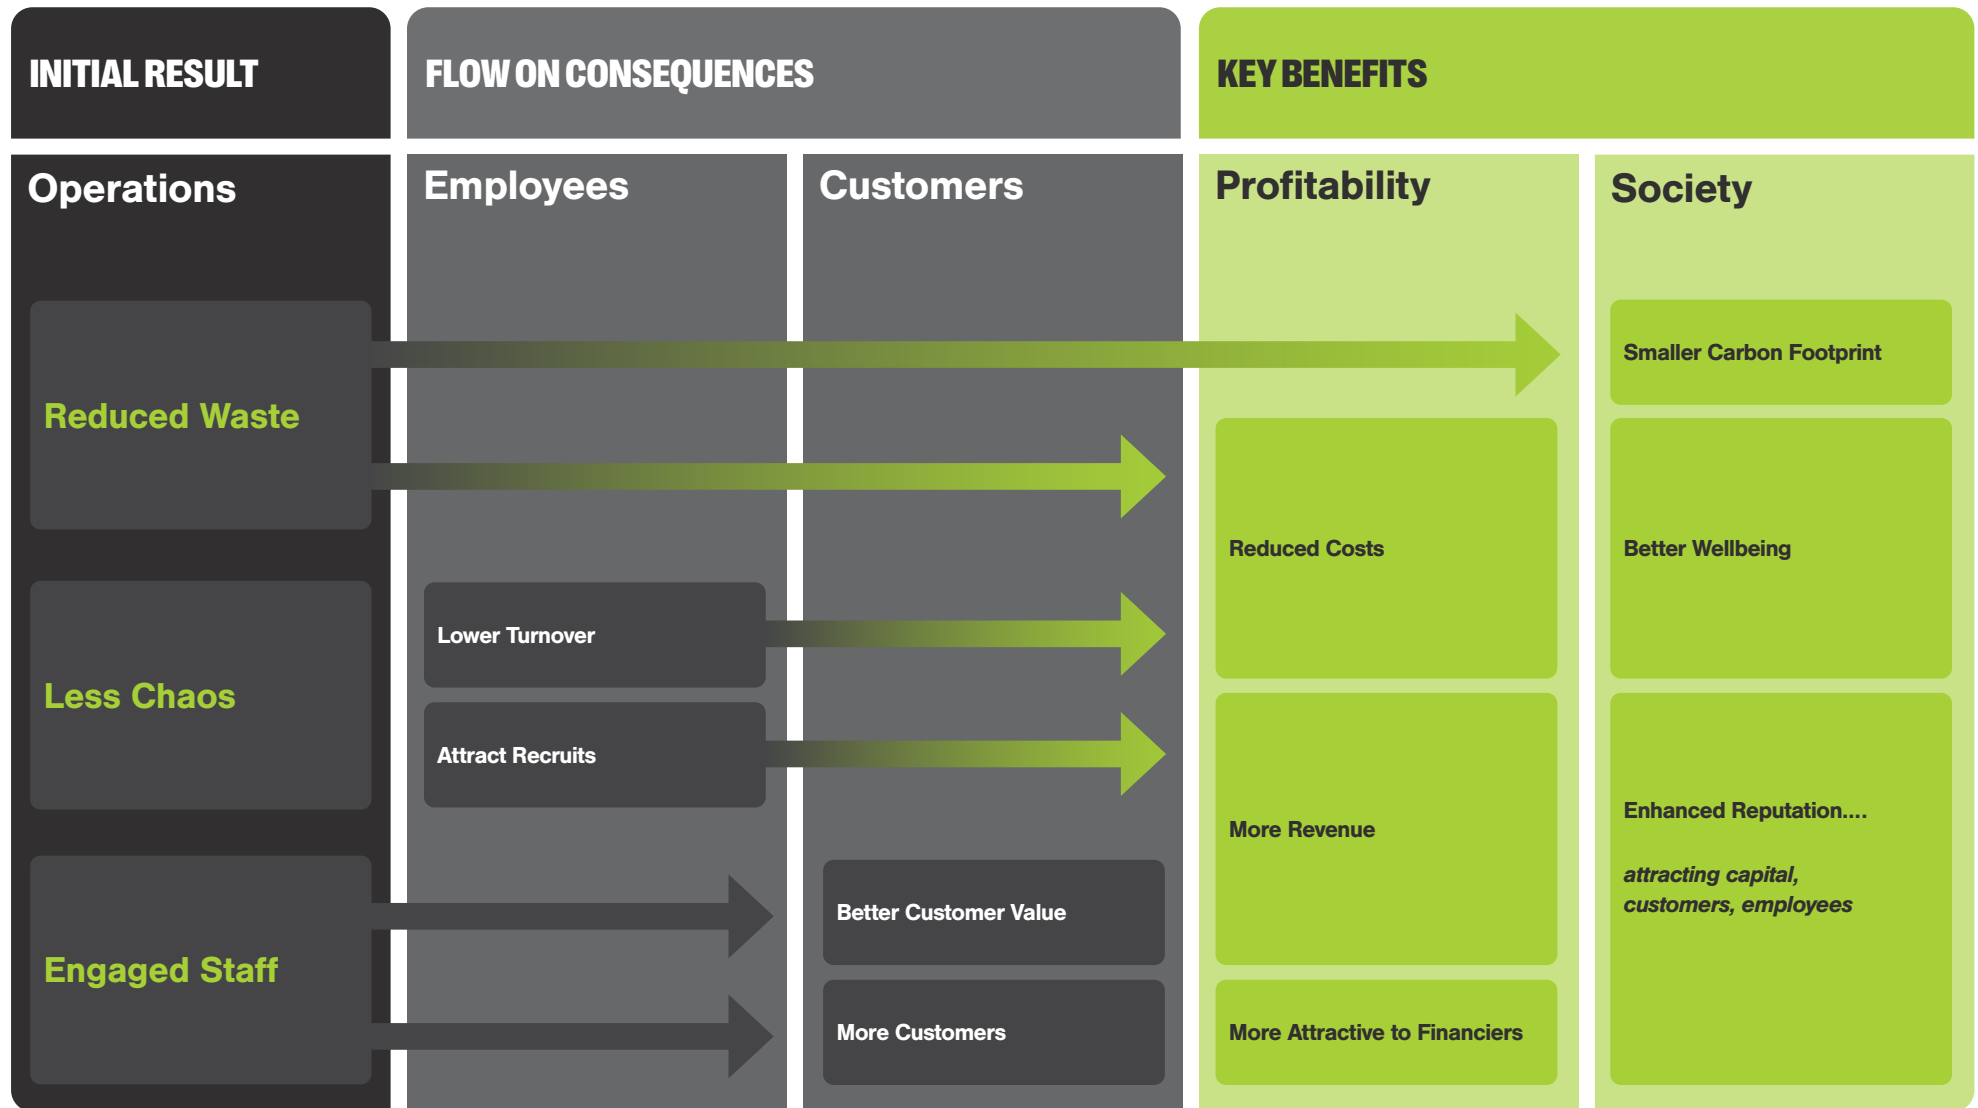 INITIAL RESULT
FLOW ON CONSEQUENCES
KEY BENEFITS
Operations
Employees
Customers
Profitability
Society
Reduced Waste
Less Chaos
Engaged Staff
Lower Turnover
Attract Recruits
Better Customer Value
More Customers
Reduced Costs
More Revenue
More Attractive to Financiers
Smaller Carbon Footprint
Better Wellbeing
Enhanced Reputation....
attracting capital,
customers, employees